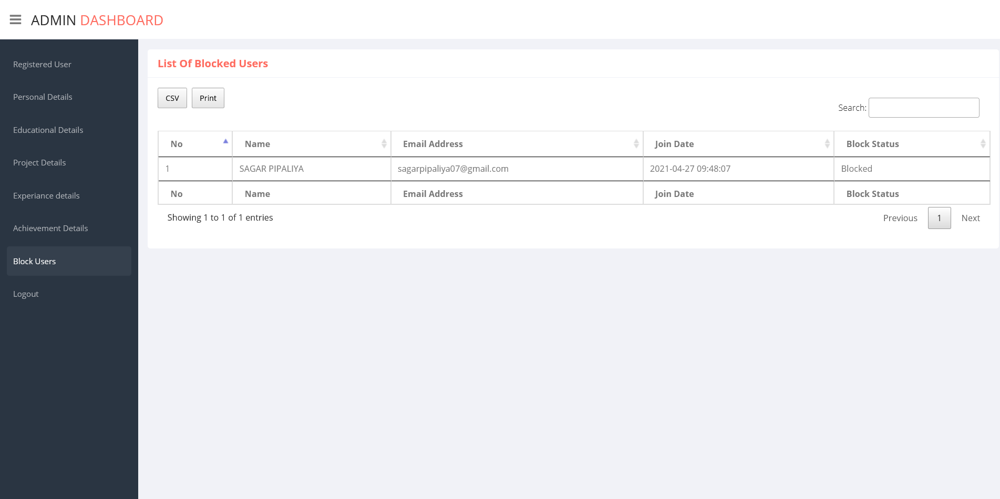 ADMIN DASHBOARD
Registered User
Personal Details
Educational Details
Project Details
Experiance details
Achievement Details
Block Users
Logout
List Of Blocked Users
CSV Print
Search:
No Name Email Address Join Date Block Status
1 SAGAR PIPALIYA sagarpipaliya07@gmail.com 2021-04-27 09:48:07 Blocked
No Name Email Address Join Date Block Status
Showing 1 to 1 of 1 entries Previous 1 Next